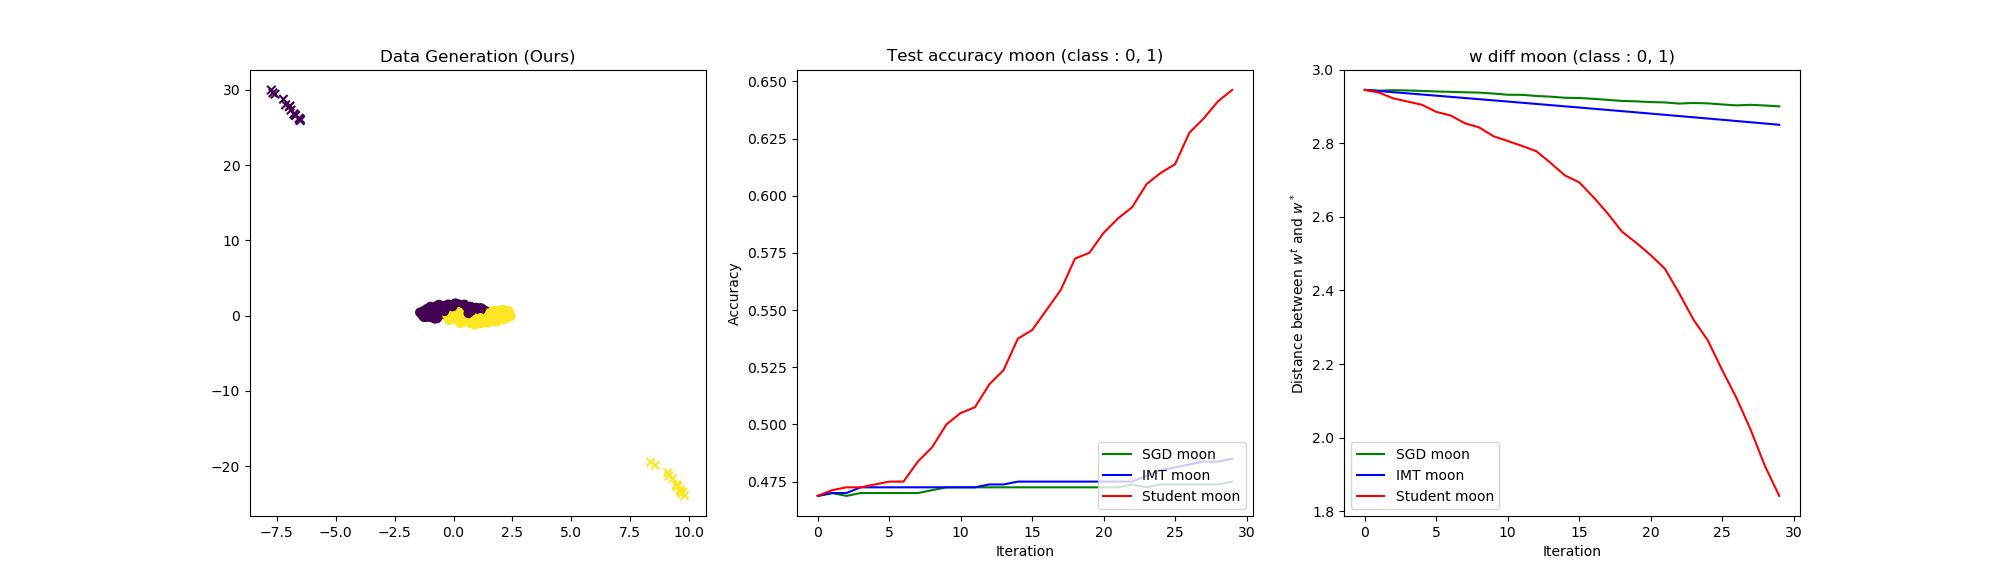 Data Generation (Ours)
30
20
10
0
−10
−20
−7.5 −5.0 −2.5 0.0 2.5 5.0 7.5 10.0
Test accuracy moon (class : 0, 1)
Accuracy
0.650
0.625
0.600
0.575
0.550
0.525
0.500
0.475
SGD moon
IMT moon
Student moon
0 5 10 15 20 25 30
Iteration
w diff moon (class : 0, 1)
Distance between w^t and w^*
3.0
2.8
2.6
2.4
2.2
2.0
1.8
SGD moon
IMT moon
Student moon
0 5 10 15 20 25 30
Iteration